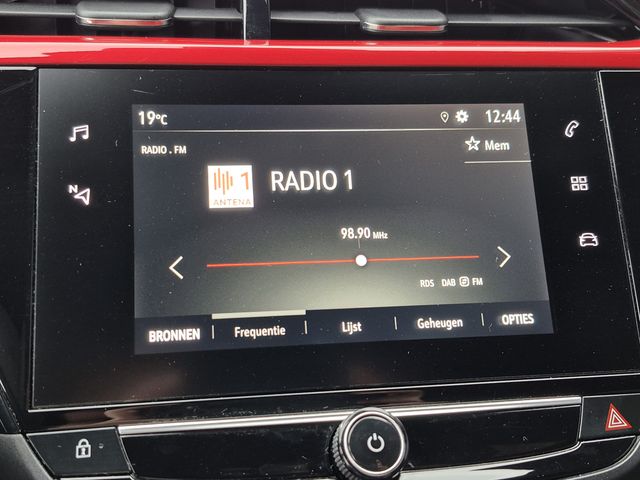 19°C
12:44
RADIO . FM
Mem
1
ANTENA
RADIO 1
98.90 MHz
N
RDS DAB FM
BRONNEN Frequentie Lijst Geheugen OPTIES